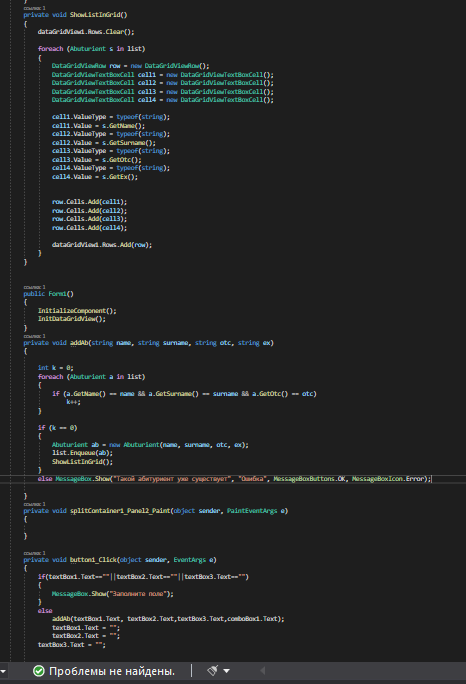 }
ссылок: 1
private void ShowListInGrid()
{
dataGridView1.Rows.Clear();
foreach (Abuturient s in list)
{
DataGridViewRow row = new DataGridViewRow();
DataGridViewTextBoxCell cell1 = new DataGridViewTextBoxCell();
DataGridViewTextBoxCell cell2 = new DataGridViewTextBoxCell();
DataGridViewTextBoxCell cell3 = new DataGridViewTextBoxCell();
DataGridViewTextBoxCell cell4 = new DataGridViewTextBoxCell();
cell1.ValueType = typeof(string);
cell1.Value = s.GetName();
cell2.ValueType = typeof(string);
cell2.Value = s.GetSurname();
cell3.ValueType = typeof(string);
cell3.Value = s.GetOtc();
cell4.ValueType = typeof(string);
cell4.Value = s.GetEx();
row.Cells.Add(cell1);
row.Cells.Add(cell2);
row.Cells.Add(cell3);
row.Cells.Add(cell4);
dataGridView1.Rows.Add(row);
}
}
ссылок: 1
public Form1()
{
InitializeComponent();
InitDataGridView();
}
ссылок: 1
private void addAb(string name, string surname, string otc, string ex)
{
int k = 0;
foreach (Abuturient a in list)
{
if (a.GetName() == name && a.GetSurname() == surname && a.GetOtc() == otc)
k++;
}
if (k == 0)
{
Abuturient ab = new Abuturient(name, surname, otc, ex);
list.Enqueue(ab);
ShowListInGrid();
}
else MessageBox.Show("Такой абитуриент уже существует", "Ошибка", MessageBoxButtons.OK, MessageBoxIcon.Error);
}
ссылок: 1
private void splitContainer1_Panel2_Paint(object sender, PaintEventArgs e)
{
}
ссылок: 1
private void button1_Click(object sender, EventArgs e)
{
if(textBox1.Text==""||textBox2.Text==""||textBox3.Text=="")
{
MessageBox.Show("Заполните поле");
}
else
addAb(textBox1.Text, textBox2.Text,textBox3.Text,comboBox1.Text);
textBox1.Text = "";
textBox2.Text = "";
textBox3.Text = "";
Проблемы не найдены.